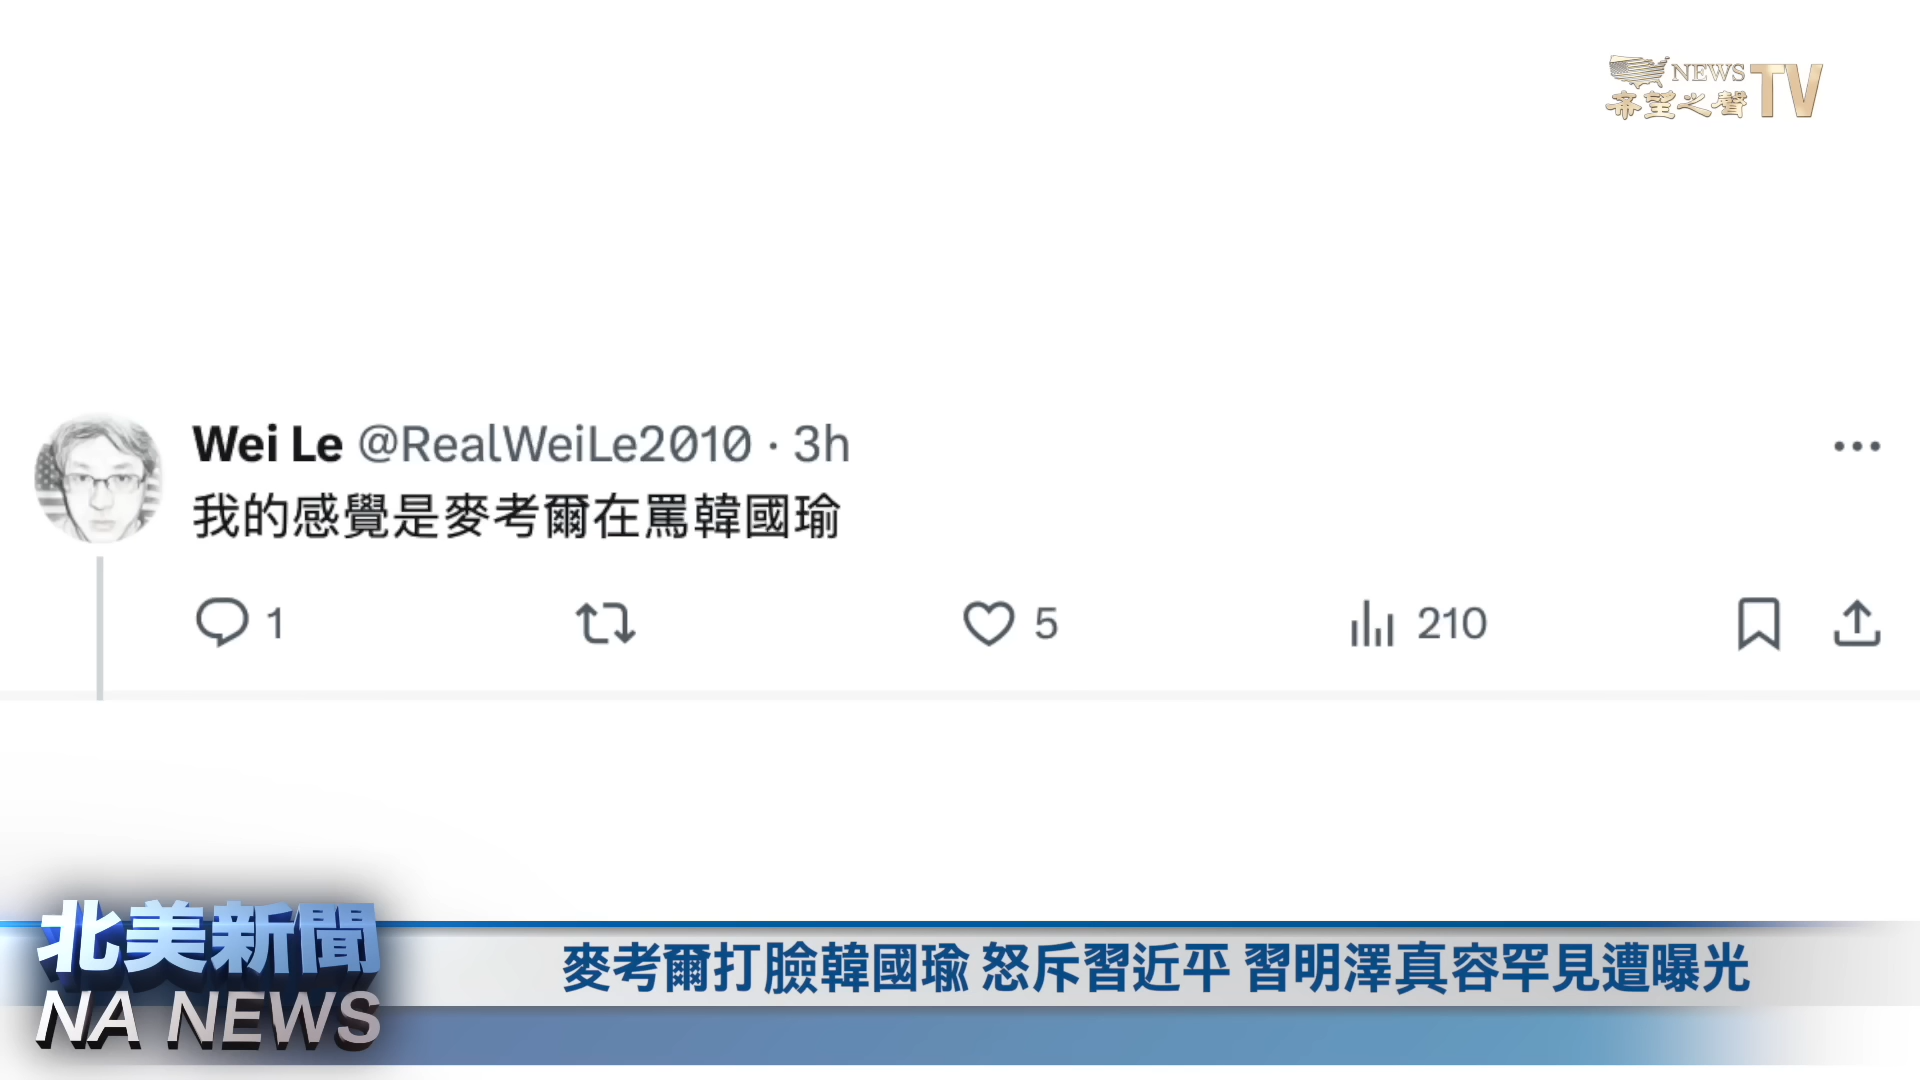 NEWS
希望之聲TV
Wei Le @RealWeiLe2010 · 3h
我的感覺是麥考爾在罵韓國瑜
1 5 210
北美新聞
NA NEWS
麥考爾打臉韓國瑜 怒斥習近平 習明澤真容罕見遭曝光